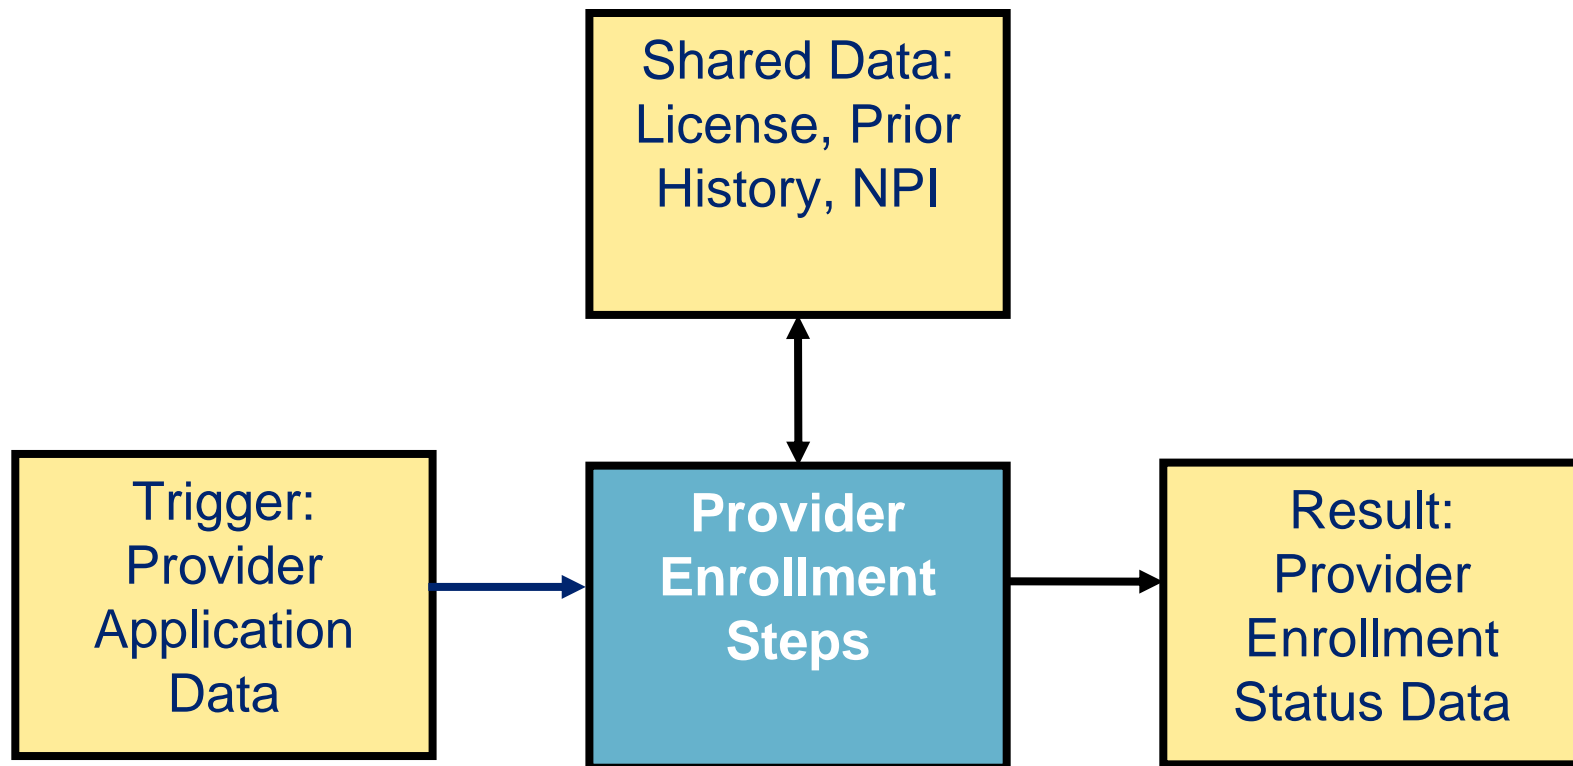 Shared Data:
License, Prior
History, NPI
Trigger:
Provider
Application
Data
Provider
Enrollment
Steps
Result:
Provider
Enrollment
Status Data